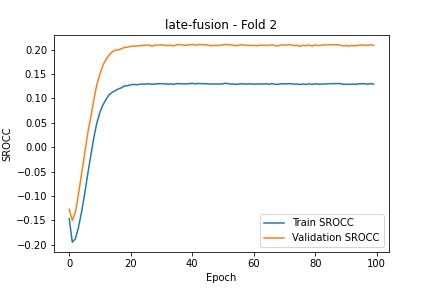 late-fusion - Fold 2
SROCC
0.20
0.15
0.10
0.05
0.00
−0.05
−0.10
−0.15
−0.20
Train SROCC
Validation SROCC
0 20 40 60 80 100
Epoch